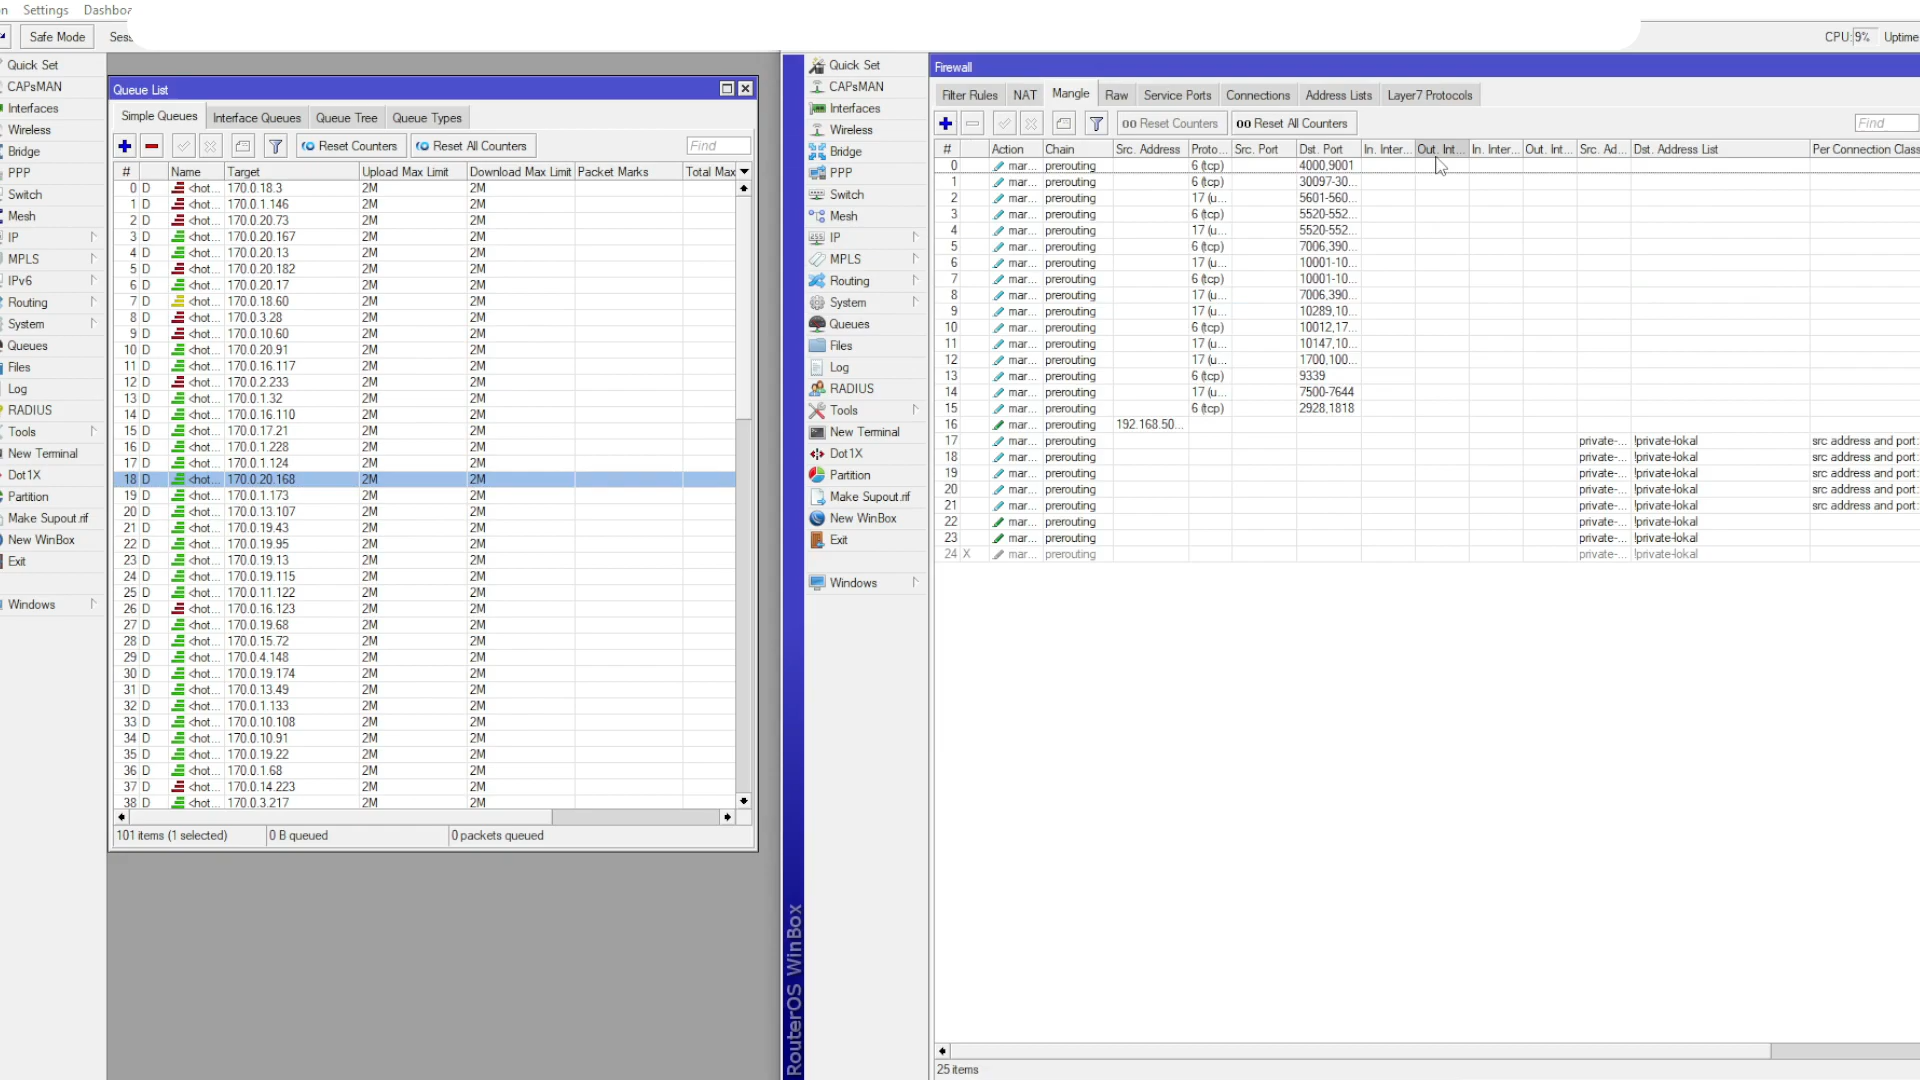 Settings Dashboar
Safe Mode
CPU: 9% Uptime
Quick Set
CAPsMAN
Interfaces
Wireless
Bridge
PPP
Switch
Mesh
IP
MPLS
IPv6
Routing
System
Queues
Files
Log
RADIUS
Tools
New Terminal
Dot1X
Partition
Make Supout.rif
New WinBox
Exit
Windows
Queue List
Simple Queues Interface Queues Queue Tree Queue Types
Reset Counters Reset All Counters Find
# Name Target Upload Max Limit Download Max Limit Packet Marks Total Max
0 D <hot... 170.0.18.3 2M 2M
1 D <hot... 170.0.1.146 2M 2M
2 D <hot... 170.0.20.73 2M 2M
3 D <hot... 170.0.20.167 2M 2M
4 D <hot... 170.0.20.13 2M 2M
5 D <hot... 170.0.20.182 2M 2M
6 D <hot... 170.0.20.17 2M 2M
7 D <hot... 170.0.18.60 2M 2M
8 D <hot... 170.0.3.28 2M 2M
9 D <hot... 170.0.10.60 2M 2M
10 D <hot... 170.0.20.91 2M 2M
11 D <hot... 170.0.16.117 2M 2M
12 D <hot... 170.0.2.233 2M 2M
13 D <hot... 170.0.1.32 2M 2M
14 D <hot... 170.0.16.110 2M 2M
15 D <hot... 170.0.17.21 2M 2M
16 D <hot... 170.0.1.228 2M 2M
17 D <hot... 170.0.1.124 2M 2M
18 D <hot... 170.0.20.168 2M 2M
19 D <hot... 170.0.1.173 2M 2M
20 D <hot... 170.0.13.107 2M 2M
21 D <hot... 170.0.19.43 2M 2M
22 D <hot... 170.0.19.95 2M 2M
23 D <hot... 170.0.19.13 2M 2M
24 D <hot... 170.0.19.115 2M 2M
25 D <hot... 170.0.11.122 2M 2M
26 D <hot... 170.0.16.123 2M 2M
27 D <hot... 170.0.19.68 2M 2M
28 D <hot... 170.0.15.72 2M 2M
29 D <hot... 170.0.4.148 2M 2M
30 D <hot... 170.0.19.174 2M 2M
31 D <hot... 170.0.13.49 2M 2M
32 D <hot... 170.0.1.133 2M 2M
33 D <hot... 170.0.10.108 2M 2M
34 D <hot... 170.0.10.91 2M 2M
35 D <hot... 170.0.19.22 2M 2M
36 D <hot... 170.0.1.68 2M 2M
37 D <hot... 170.0.14.223 2M 2M
38 D <hot... 170.0.3.217 2M 2M
101 items (1 selected) 0 B queued 0 packets queued
RouterOS WinBox
Quick Set
CAPsMAN
Interfaces
Wireless
Bridge
PPP
Switch
Mesh
IP
MPLS
Routing
System
Queues
Files
Log
RADIUS
Tools
New Terminal
Dot1X
Partition
Make Supout.rif
New WinBox
Exit
Windows
Firewall
Filter Rules NAT Mangle Raw Service Ports Connections Address Lists Layer7 Protocols
Reset Counters Reset All Counters Find
# Action Chain Src. Address Proto... Src. Port Dst. Port In. Inter... Out. Int... In. Inter... Out. Int... Src. Ad... Dst. Address List Per Connection Class
0 mar... prerouting 6 (tcp) 4000,9001
1 mar... prerouting 6 (tcp) 30097-30...
2 mar... prerouting 17 (u... 5601-560...
3 mar... prerouting 6 (tcp) 5520-552...
4 mar... prerouting 17 (u... 5520-552...
5 mar... prerouting 6 (tcp) 7006,390...
6 mar... prerouting 17 (u... 10001-10...
7 mar... prerouting 6 (tcp) 10001-10...
8 mar... prerouting 17 (u... 7006,390...
9 mar... prerouting 17 (u... 10289,10...
10 mar... prerouting 6 (tcp) 10012,17...
11 mar... prerouting 17 (u... 10147,10...
12 mar... prerouting 17 (u... 1700,100...
13 mar... prerouting 6 (tcp) 9339
14 mar... prerouting 17 (u... 7500-7644
15 mar... prerouting 6 (tcp) 2928,1818
16 mar... prerouting 192.168.50...
17 mar... prerouting private-... !private-lokal src address and port:
18 mar... prerouting private-... !private-lokal src address and port:
19 mar... prerouting private-... !private-lokal src address and port:
20 mar... prerouting private-... !private-lokal src address and port:
21 mar... prerouting private-... !private-lokal src address and port:
22 mar... prerouting private-... !private-lokal
23 mar... prerouting private-... !private-lokal
24 X mar... prerouting private-... !private-lokal
25 items